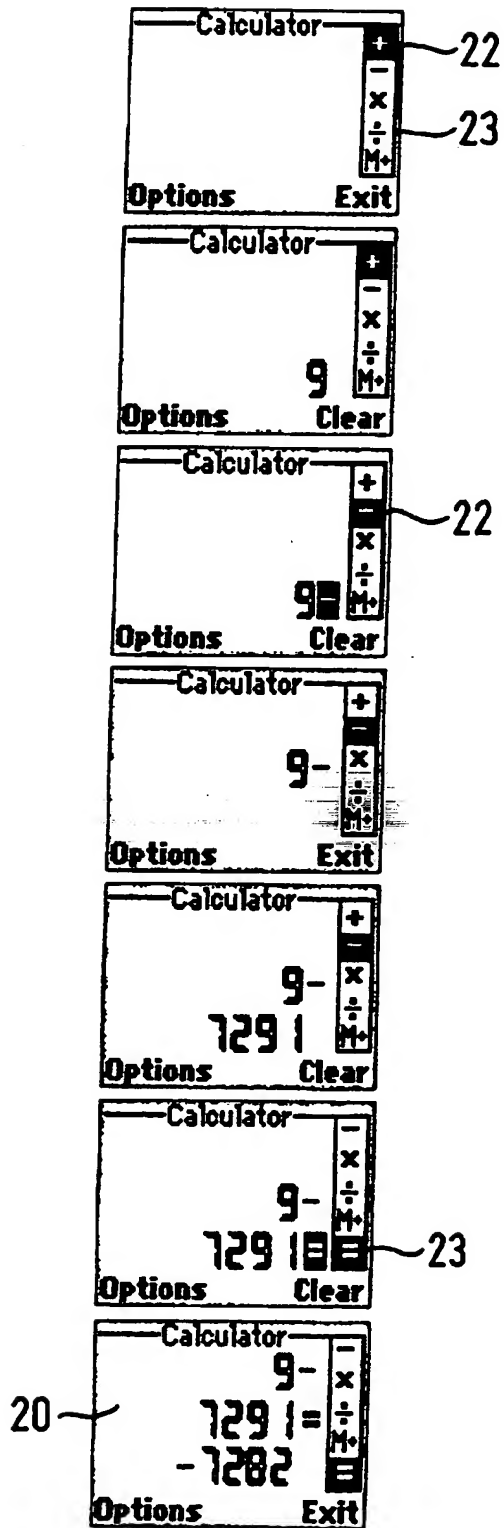 Calculator
+ 22
−
×
÷ 23
M+
Options Exit
Calculator
+
−
×
÷
9 M+
Options Clear
Calculator
+
− 22
×
÷
9− M+
Options Clear
Calculator
+
−
9− ×
÷
M+
Options Exit
Calculator
+
−
9− ×
÷
7291 M+
Options Clear
Calculator
−
×
9− ÷
M+
7291= = 23
Options Clear
Calculator
9− −
×
20 7291= ÷
M+
-7282 =
Options Exit